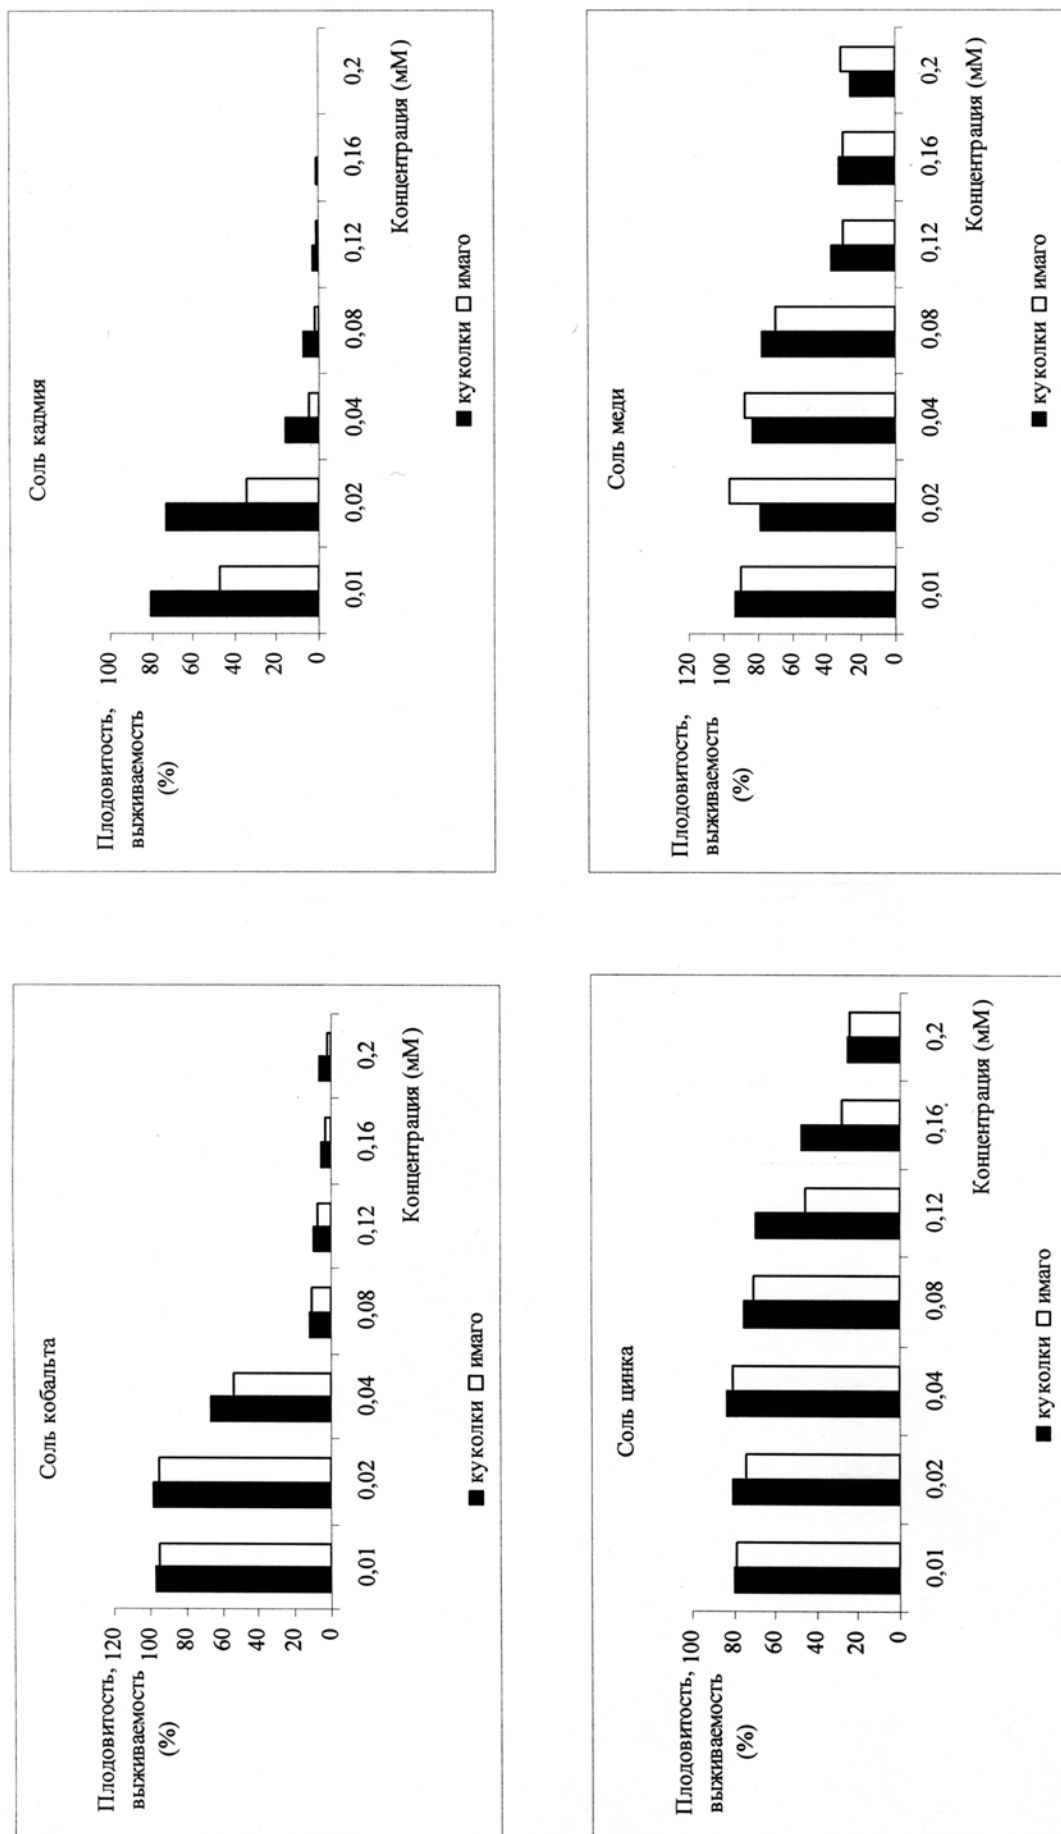 Соль кобальта
Плодовитость,
выживаемость
(%)
120
100
80
60
40
20
0
0,01
0,02
0,04
0,08
0,12
0,16
0,2
Концентрация (мМ)
куколки
имаго
Соль кадмия
Плодовитость,
выживаемость
(%)
100
80
60
40
20
0
0,01
0,02
0,04
0,08
0,12
0,16
0,2
Концентрация (мМ)
куколки
имаго
Соль цинка
Плодовитость,
выживаемость
(%)
100
80
60
40
20
0
0,01
0,02
0,04
0,08
0,12
0,16
0,2
Концентрация (мМ)
куколки
имаго
Соль меди
Плодовитость,
выживаемость
(%)
120
100
80
60
40
20
0
0,01
0,02
0,04
0,08
0,12
0,16
0,2
Концентрация (мМ)
куколки
имаго